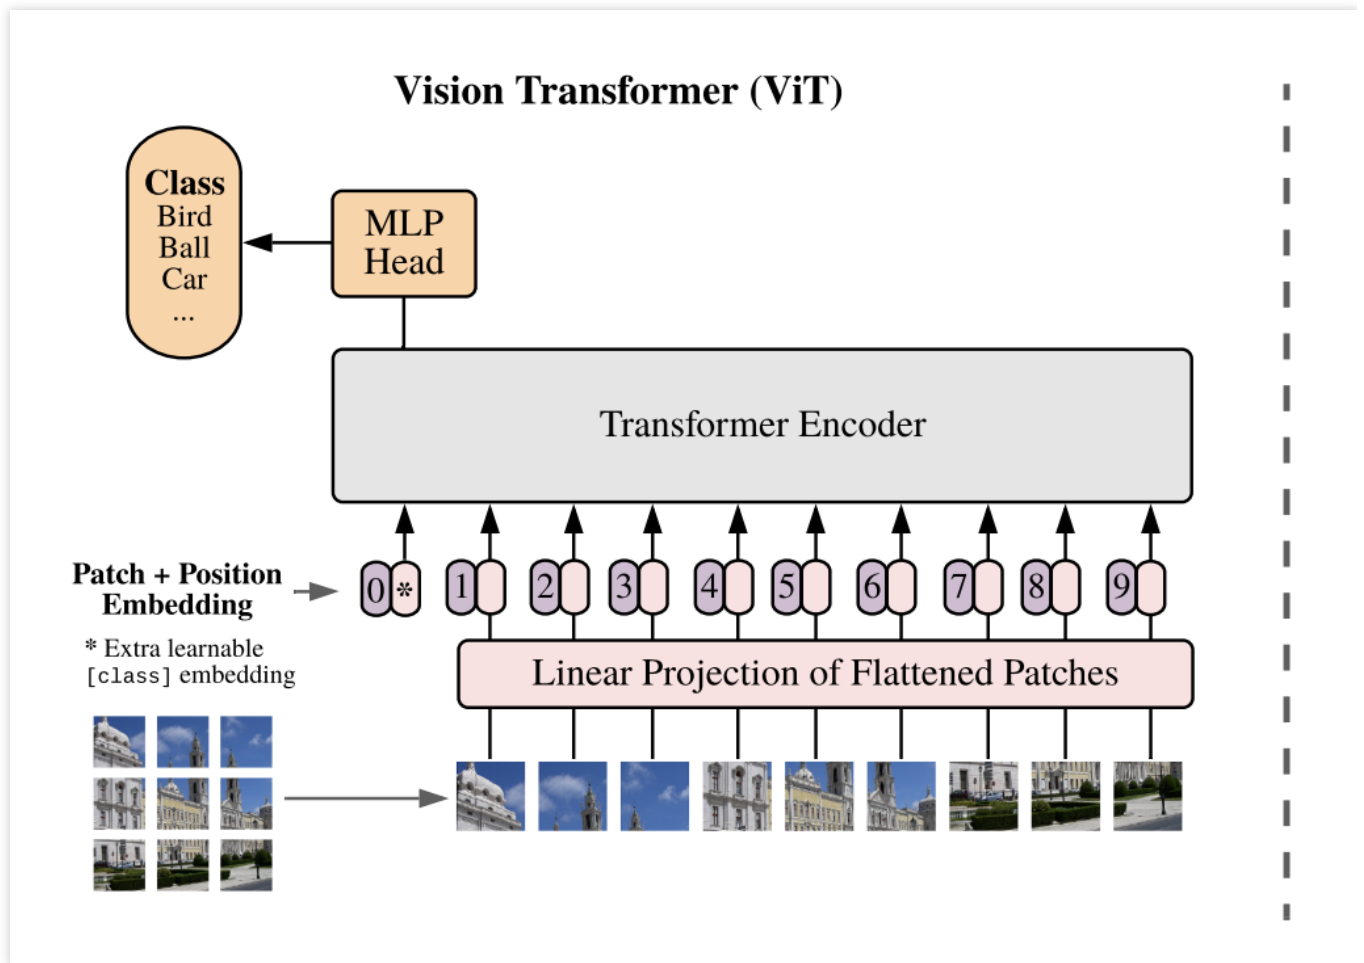 Vision Transformer (ViT)
Class
Bird
Ball
Car
...
MLP
Head
Transformer Encoder
Patch + Position
Embedding
0 * 1 2 3 4 5 6 7 8 9
* Extra learnable
[class] embedding
Linear Projection of Flattened Patches